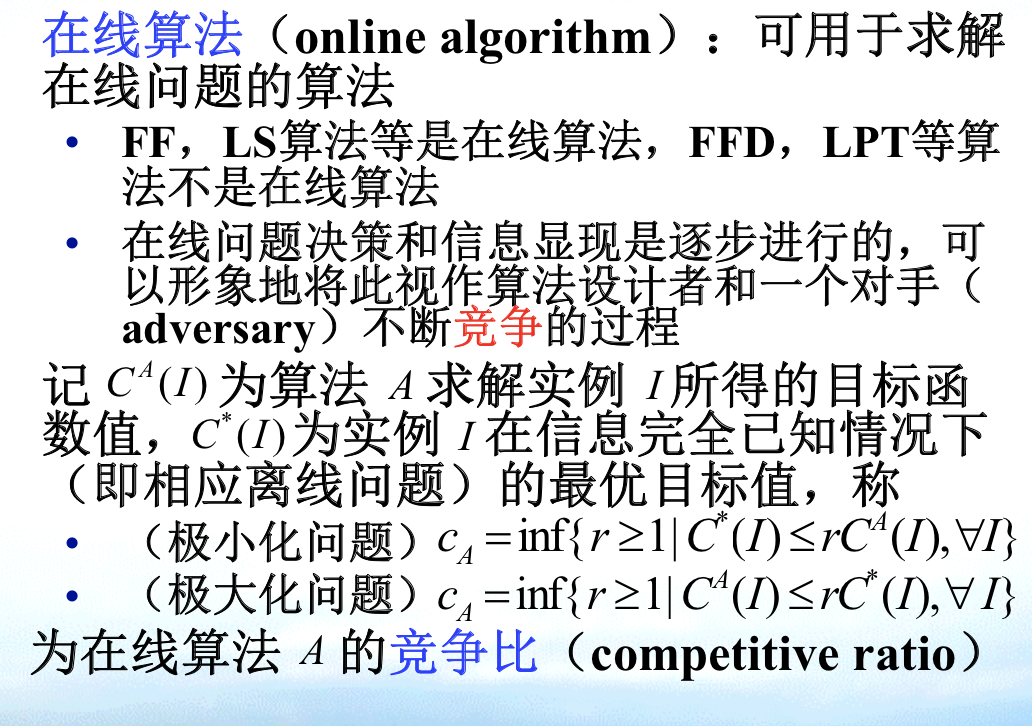 在线算法（online algorithm）：可用于求解
在线问题的算法
• FF，LS算法等是在线算法，FFD，LPT等算
法不是在线算法
• 在线问题决策和信息显现是逐步进行的，可
以形象地将此视作算法设计者和一个对手（
adversary）不断竞争的过程
记 C^A(I) 为算法 A 求解实例 I 所得的目标函
数值，C^*(I) 为实例 I 在信息完全已知情况下
（即相应离线问题）的最优目标值，称
• （极小化问题）c_A = inf{r ≥ 1 | C^*(I) ≤ rC^A(I), ∀I}
• （极大化问题）c_A = inf{r ≥ 1 | C^A(I) ≤ rC^*(I), ∀I}
为在线算法 A 的竞争比（competitive ratio）